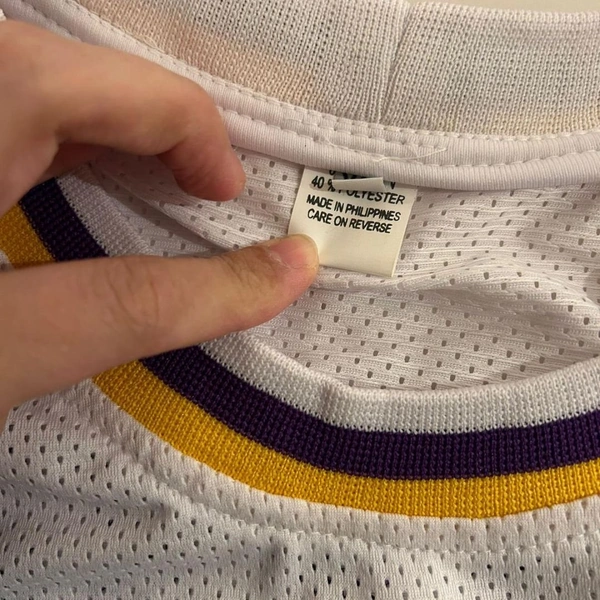 40 % POLYESTER
MADE IN PHILIPPINES
CARE ON REVERSE